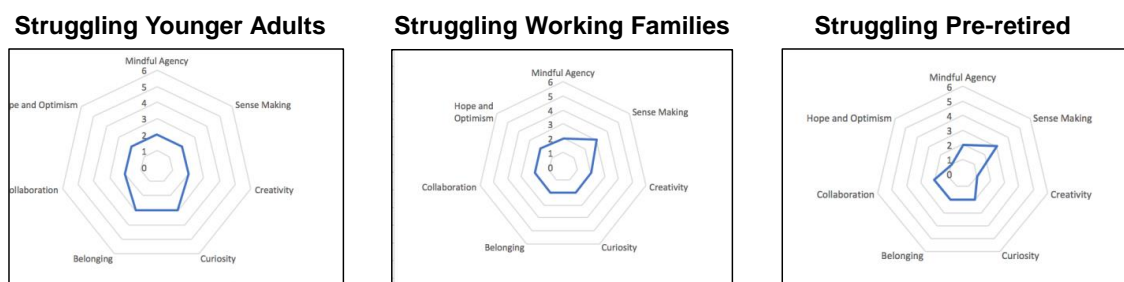 Struggling Younger Adults
Mindful Agency
6
5
4
3
2
1
0
ope and Optimism
Sense Making
ollaboration
Creativity
Belonging
Curiosity
Struggling Working Families
Mindful Agency
6
5
4
3
2
1
0
Hope and
Optimism
Sense Making
Collaboration
Creativity
Belonging
Curiosity
Struggling Pre-retired
Mindful Agency
6
5
4
3
2
1
0
Hope and Optimism
Sense Making
Collaboration
Creativity
Belonging
Curiosity